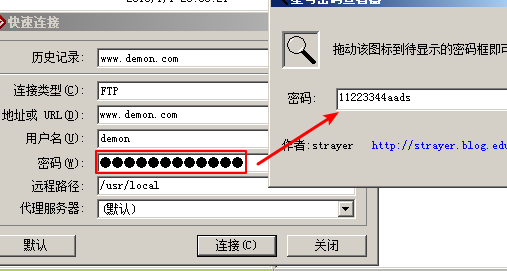 快速连接
历史记录: www.demon.com
连接类型(C): FTP
地址或 URL(D): www.demon.com
用户名(U): demon
密码(W): ●●●●●●●●●●●●
远程路径: /usr/local
代理服务器: (默认)
默认 连接(C) 关闭
拖动该图标到待显示的密码框即可
密码: 11223344aads
作者:strayer http://strayer.blog.edu